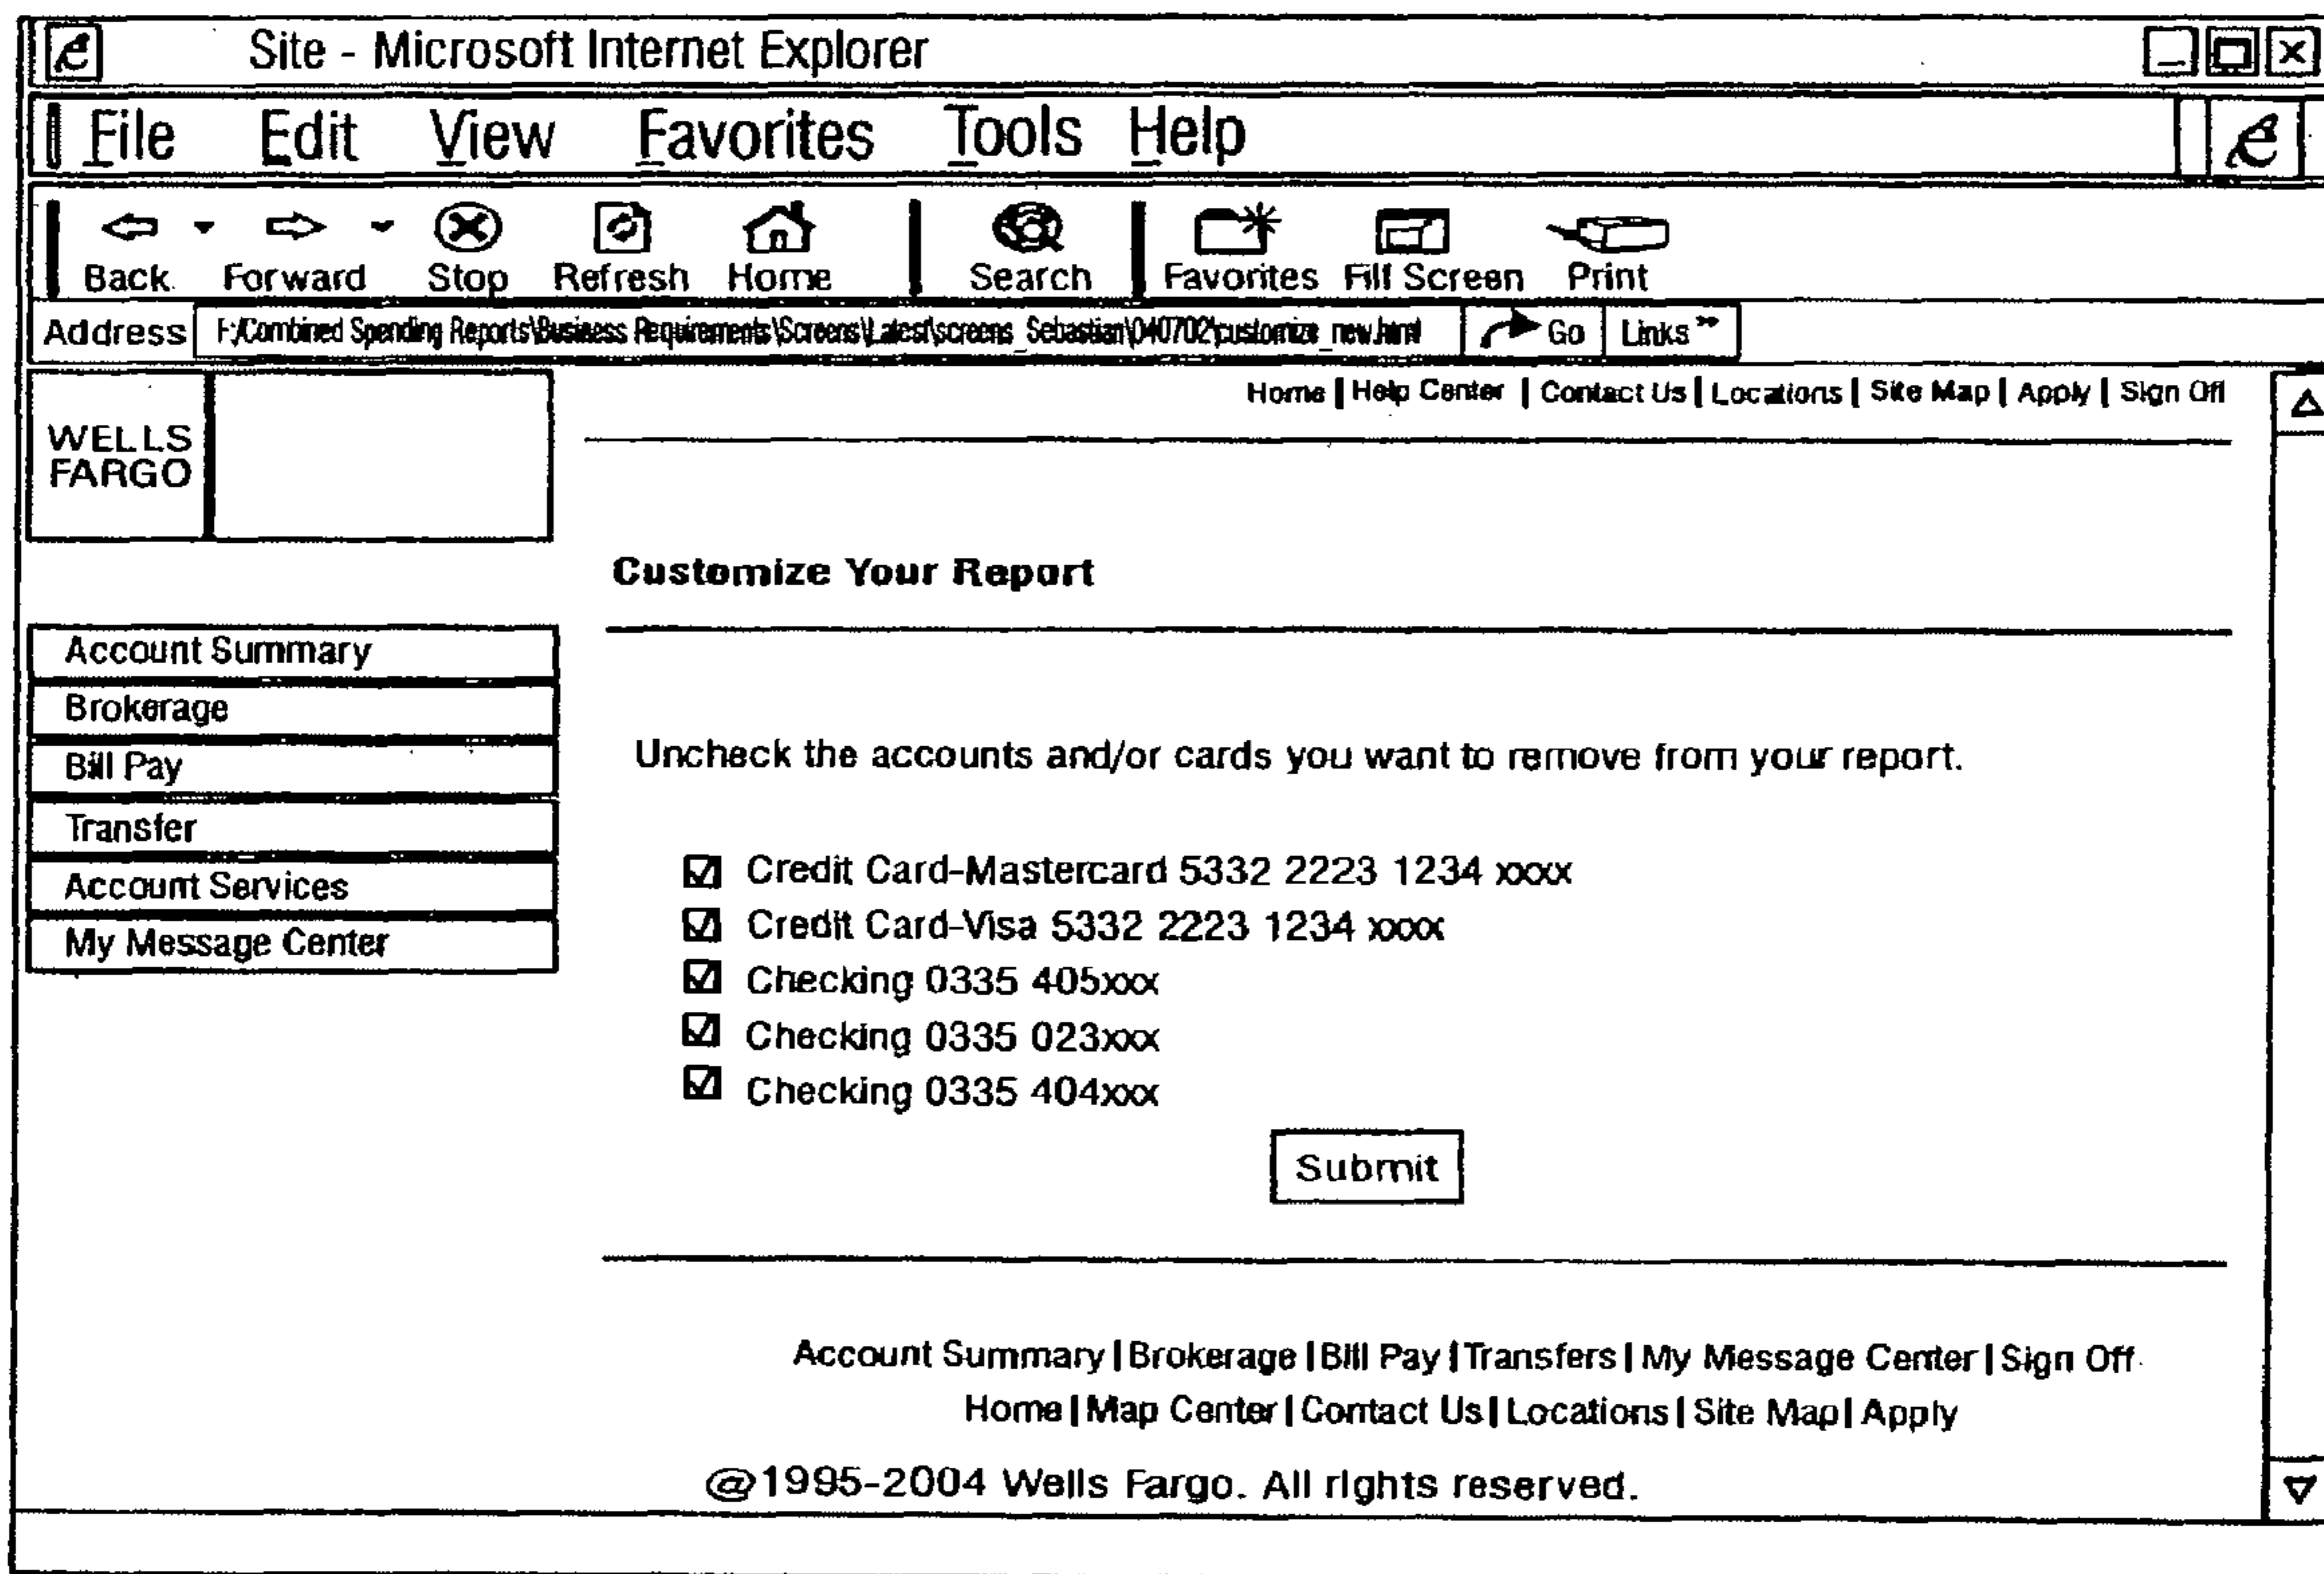 Site - Microsoft Internet Explorer
File Edit View Favorites Tools Help
Back Forward Stop Refresh Home Search Favorites Fill Screen Print
Address F:/Combined Spending Reports\Business Requirements\Screens\Latest\screens_Sebastian\040702\customize_new.html Go Links
Home | Help Center | Contact Us | Locations | Site Map | Apply | Sign Off
WELLS
FARGO
Customize Your Report
Account Summary
Brokerage
Bill Pay
Transfer
Account Services
My Message Center
Uncheck the accounts and/or cards you want to remove from your report.
Credit Card-Mastercard 5332 2223 1234 xxxx
Credit Card-Visa 5332 2223 1234 xxxx
Checking 0335 405xxx
Checking 0335 023xxx
Checking 0335 404xxx
Submit
Account Summary | Brokerage | Bill Pay | Transfers | My Message Center | Sign Off
Home | Map Center | Contact Us | Locations | Site Map | Apply
@1995-2004 Wells Fargo. All rights reserved.